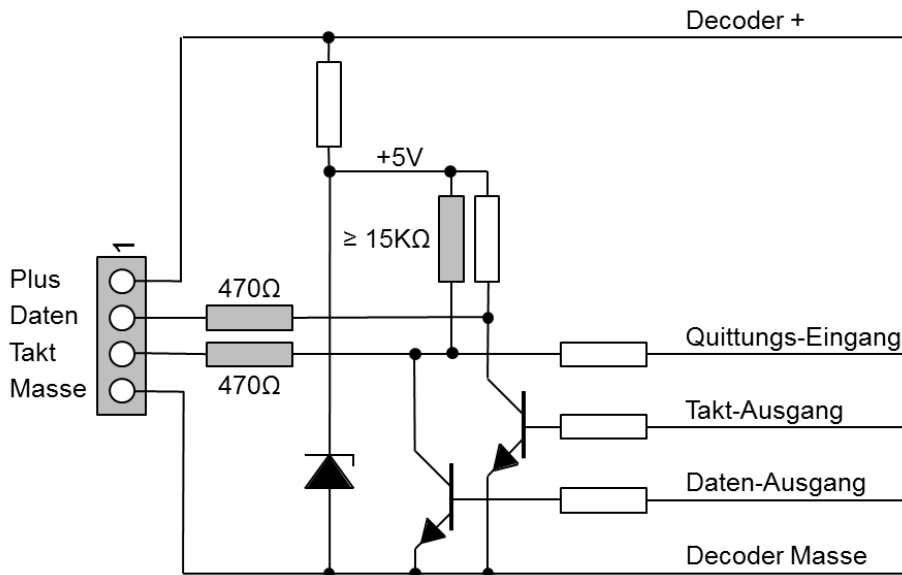 Decoder +
+5V
1
≥ 15KΩ
Plus
470Ω
Daten
Quittungs-Eingang
Takt
470Ω
Masse
Takt-Ausgang
Daten-Ausgang
Decoder Masse